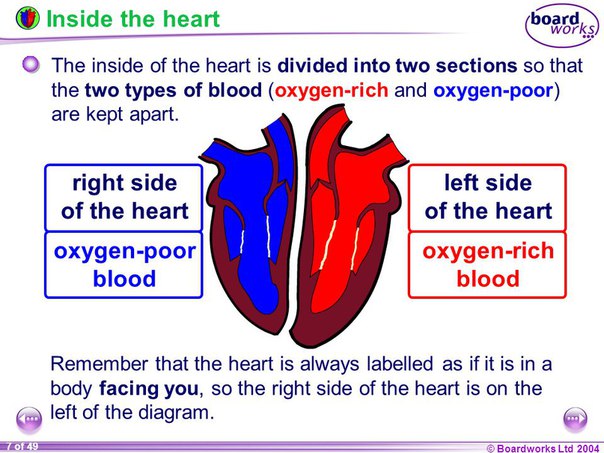 Inside the heart
board
works
The inside of the heart is divided into two sections so that
the two types of blood (oxygen-rich and oxygen-poor)
are kept apart.
right side
of the heart
oxygen-poor
blood
left side
of the heart
oxygen-rich
blood
Remember that the heart is always labelled as if it is in a
body facing you, so the right side of the heart is on the
left of the diagram.
7 of 49
© Boardworks Ltd 2004